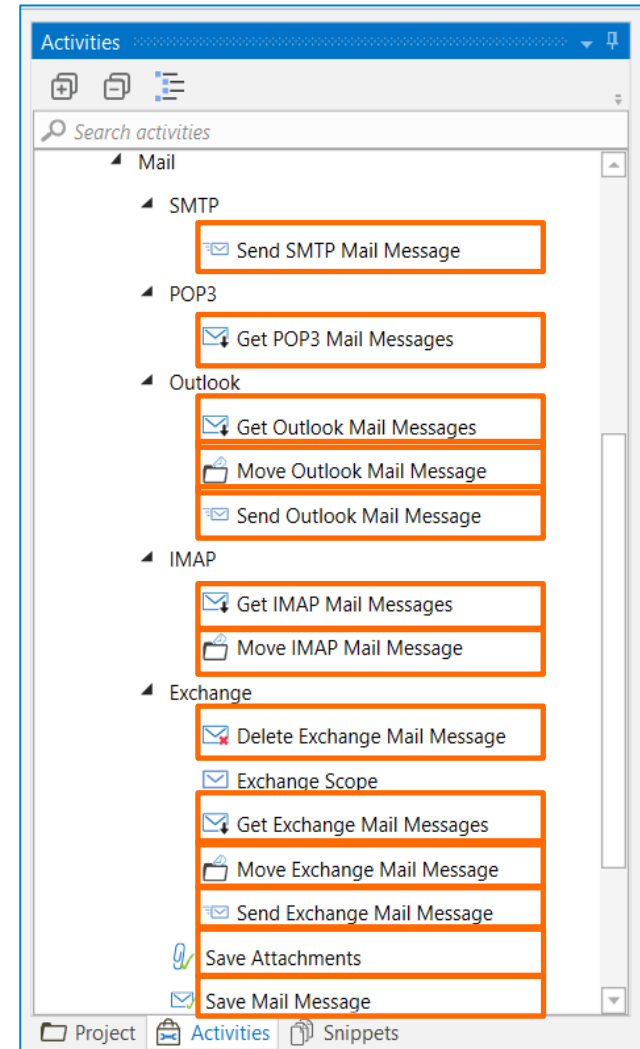 Activities
Search activities
Mail
SMTP
Send SMTP Mail Message
POP3
Get POP3 Mail Messages
Outlook
Get Outlook Mail Messages
Move Outlook Mail Message
Send Outlook Mail Message
IMAP
Get IMAP Mail Messages
Move IMAP Mail Message
Exchange
Delete Exchange Mail Message
Exchange Scope
Get Exchange Mail Messages
Move Exchange Mail Message
Send Exchange Mail Message
Save Attachments
Save Mail Message
Project Activities Snippets